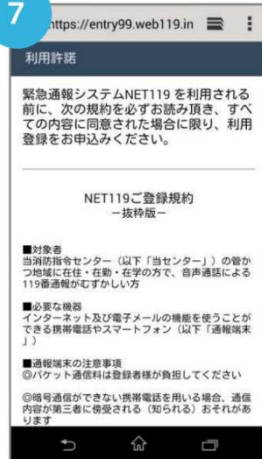 7
https://entry99.web119.in
利用許諾
緊急通報システムNET119 を利用される
前に、次の規約を必ずお読み頂き、すべ
ての内容に同意された場合に限り、利用
登録をお申込みください。
NET119ご登録規約
－抜粋版－
■対象者
当消防指令センター（以下「当センター」）の管か
つ地域に在住・在勤・在学の方で、音声通話による
119番通報がむずかしい方
■必要な機器
インターネット及び電子メールの機能を使うことが
できる携帯電話やスマートフォン（以下「通報端末
」）
■通報端末の注意事項
◎パケット通信料は登録者様が負担してください
◎暗号通信ができない携帯電話を用いる場合、通信
内容が第三者に傍受される（知られる）おそれがあ
ります